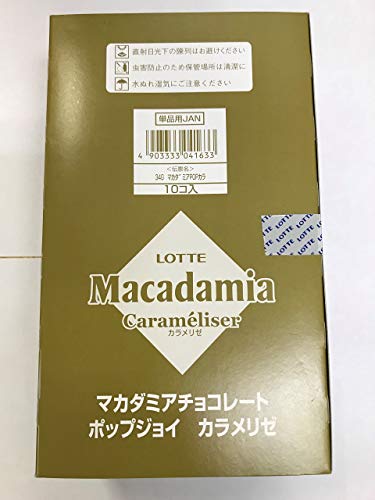 直射日光下の陳列はお避けください
虫害防止のため保管場所は清潔に
水ぬれ湿気にご注意ください
単品用JAN
4 903333 041633
<伝票名>
34G マカダミアPOPカラ
10コ入
LOTTE LOTTE LOTTE
LOTTE
Macadamia
Caraméliser
カラメリゼ
マカダミアチョコレート
ポップジョイ カラメリゼ